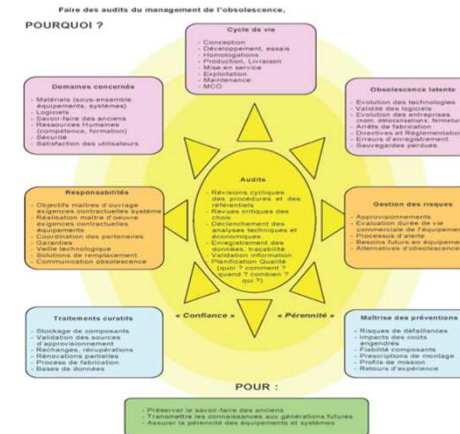 Faire des audits du management de l'obsolescence,
POURQUOI ?
Cycle de vie
- Conception
- Développement, essais
- Homologations
- Production, Livraison
- Mise en service
- Exploitation
- Maintenance
- MCO
Domaines concernés
- Matériels (sous-ensemble
équipements, systèmes)
- Logiciels
- Savoir-faire des anciens
- Ressources Humaines
(compétence, formation)
- Sécurité
- Satisfaction des utilisateurs
Obsolescence latente
- Evolution des technologies
- Validité des logiciels
- Evolution des entreprises
(nom, délocalisations, fermetur
- Arrêts de fabrication
- Directives et Réglementation
- Erreurs d'enregistrement
- Sauvegardes perdues
Responsabilités
- Objectifs maîtres d'ouvrage
exigences contractuelles système
- Réalisation maître d'œuvre
exigences contractuelles
équipements
- Coordination des partenaires
- Garanties
- Veille technologique
- Solutions de remplacement
- Communication obsolescence
Audits
- Révisions cycliques
des procédures et des
référentiels
- Revues critiques des
choix
- Déclenchement des
analyses techniques et
économiques
- Enregistrement des
données, traçabilité
- Validation information
- Planification Qualité
(quoi ? comment ?
quand ? combien ?
qui ?)
Gestion des risques
- Approvisionnements
- Evaluation durée de vie
commerciale de l'équipemen
- Processus d'alerte
- Besoins futurs en équipeme
- Alternatives d'obsolescence
« Confiance »
« Pérennité »
Traitements curatifs
- Stockage de composants
- Validation des sources
d'approvisionnement
- Rechanges, récupérations
- Rénovations partielles
- Process de fabrication
- Bases de données
Maîtrise des préventions
- Risques de défaillances
- Impacts des coûts
engendrés
- Fiabilité composants
- Prescriptions de montage
- Profils de mission
- Retours d'expérience
POUR :
- Préserver le savoir-faire des anciens
- Transmettre les connaissances aux générations futures
- Assurer la pérennité des équipements et systèmes